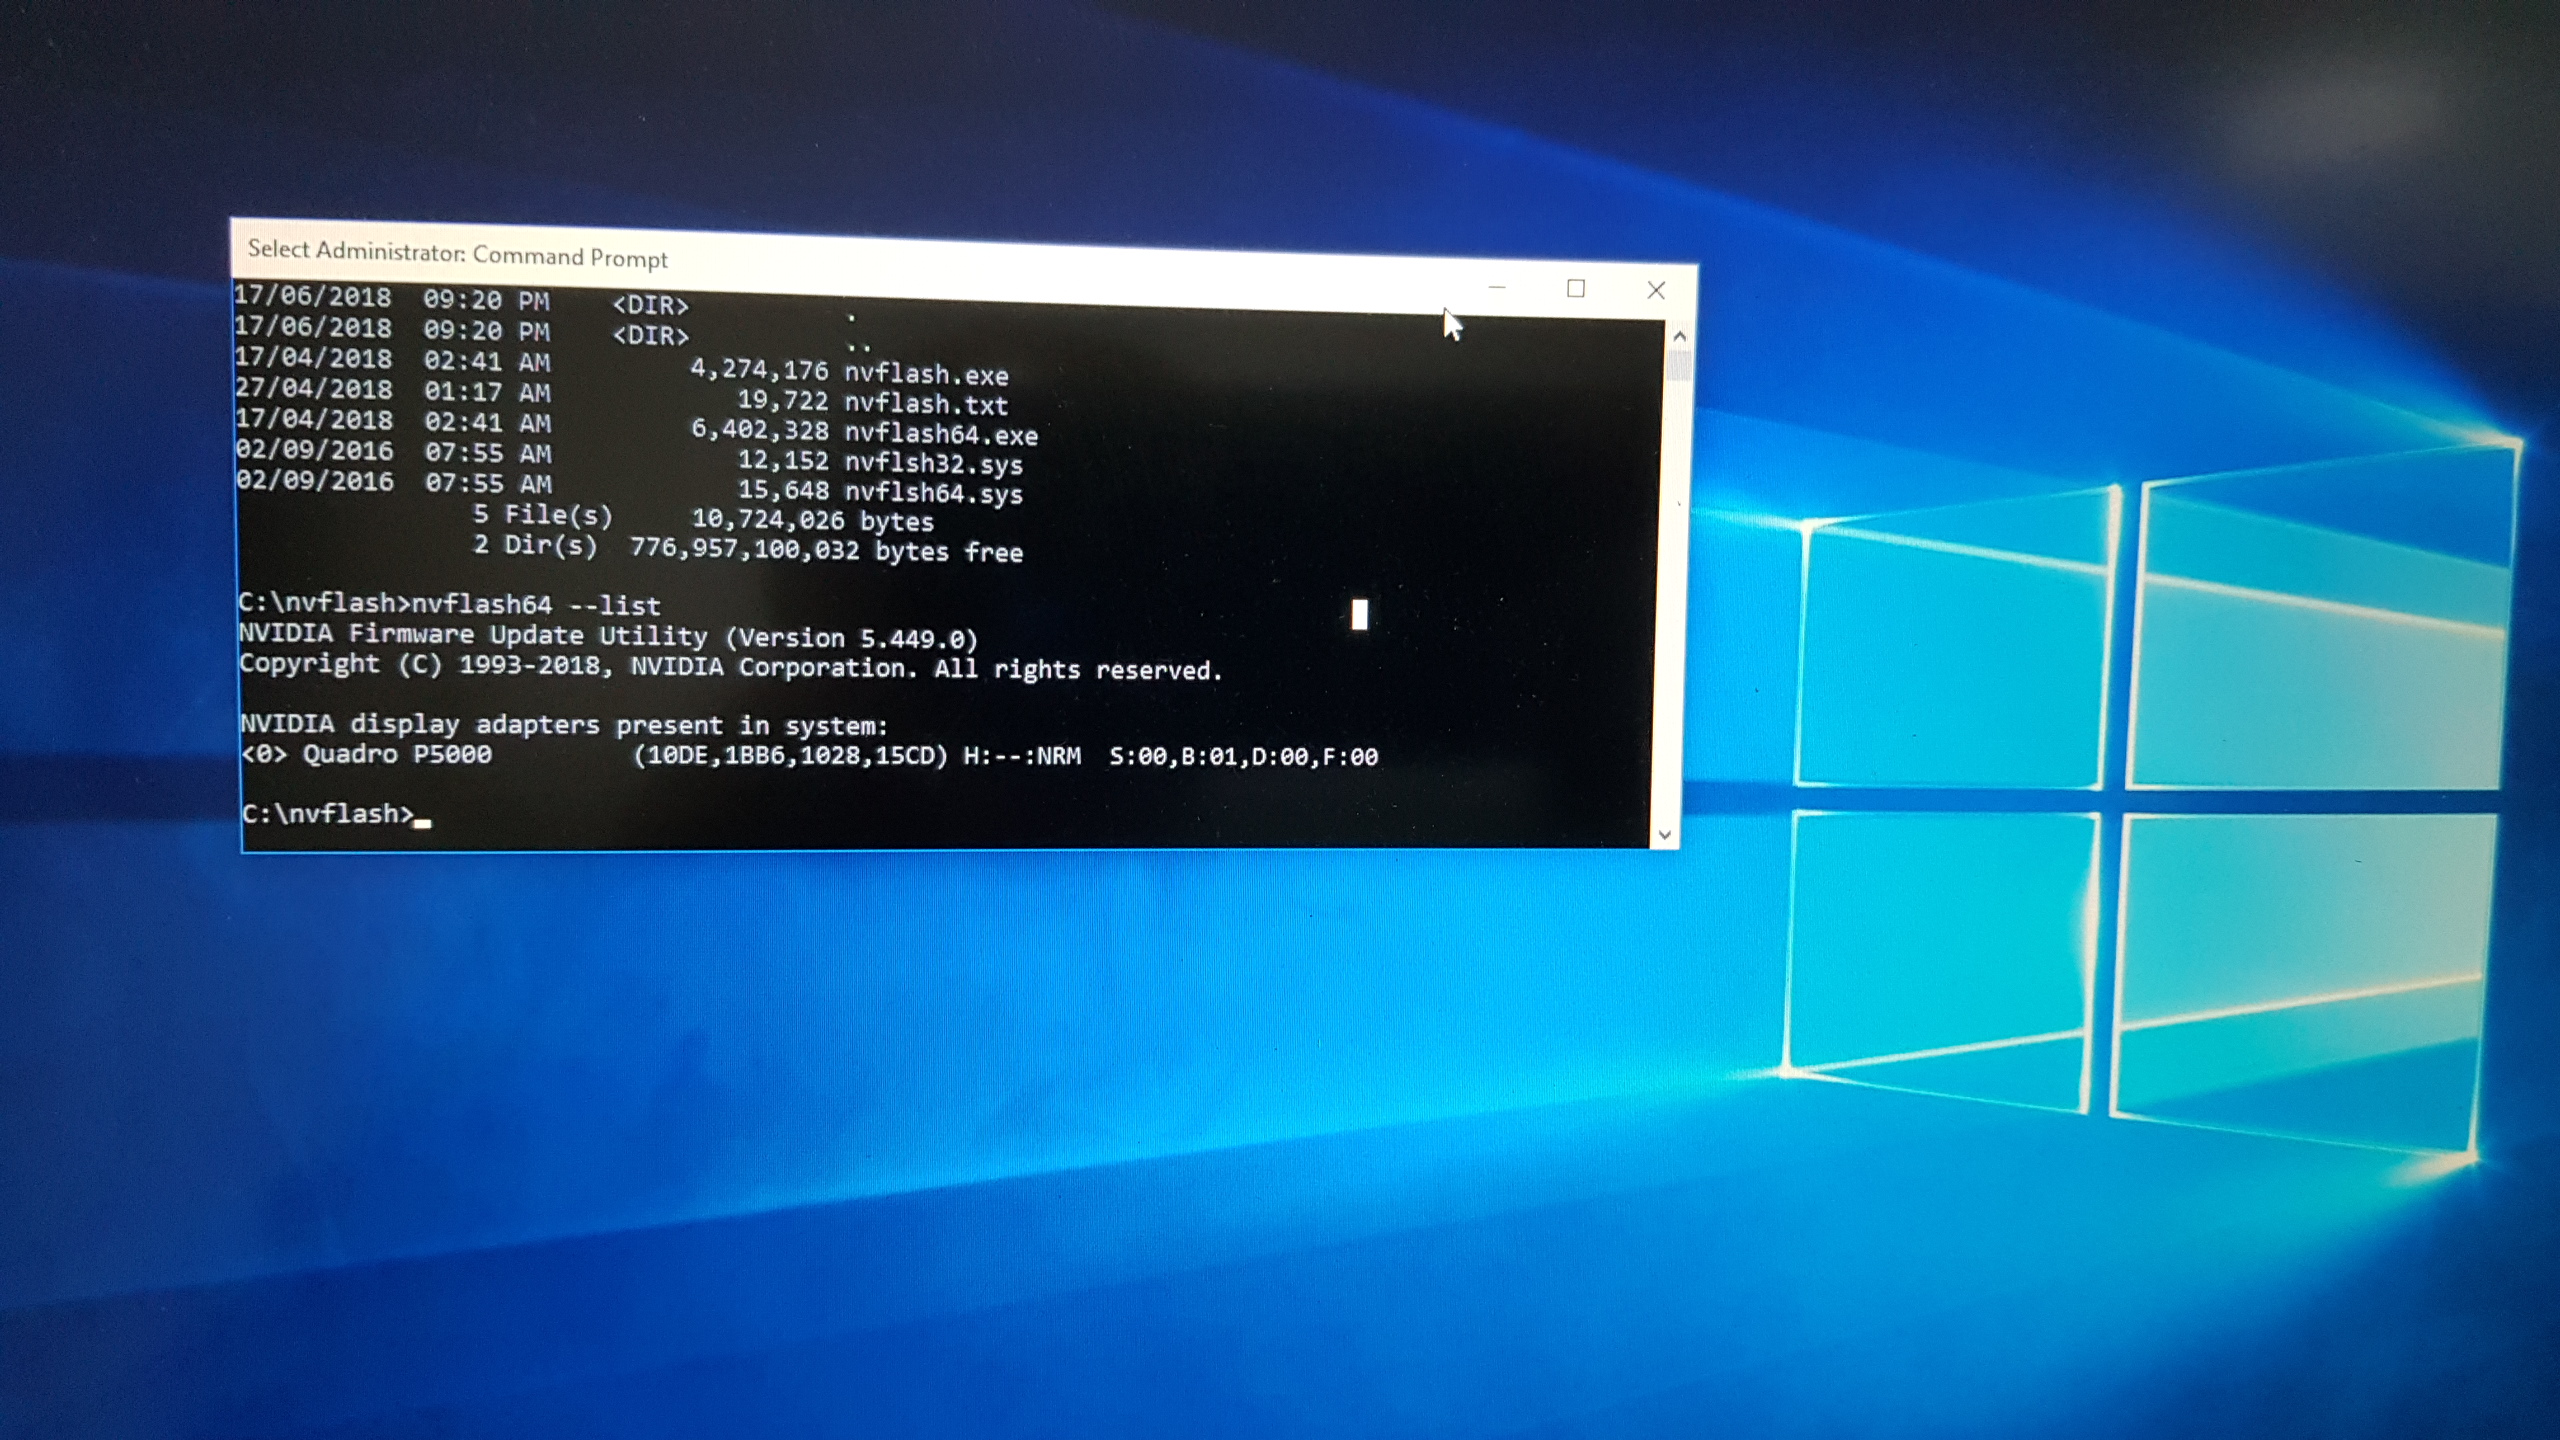 Select Administrator: Command Prompt
17/06/2018  09:20 PM    <DIR>          .
17/06/2018  09:20 PM    <DIR>          ..
17/04/2018  02:41 AM         4,274,176 nvflash.exe
27/04/2018  01:17 AM            19,722 nvflash.txt
17/04/2018  02:41 AM         6,402,328 nvflash64.exe
02/09/2016  07:55 AM            12,152 nvflsh32.sys
02/09/2016  07:55 AM            15,648 nvflsh64.sys
5 File(s)     10,724,026 bytes
2 Dir(s)  776,957,100,032 bytes free
C:\nvflash>nvflash64 --list
NVIDIA Firmware Update Utility (Version 5.449.0)
Copyright (C) 1993-2018, NVIDIA Corporation. All rights reserved.
NVIDIA display adapters present in system:
<0> Quadro P5000         (10DE,1BB6,1028,15CD) H:--:NRM  S:00,B:01,D:00,F:00
C:\nvflash>